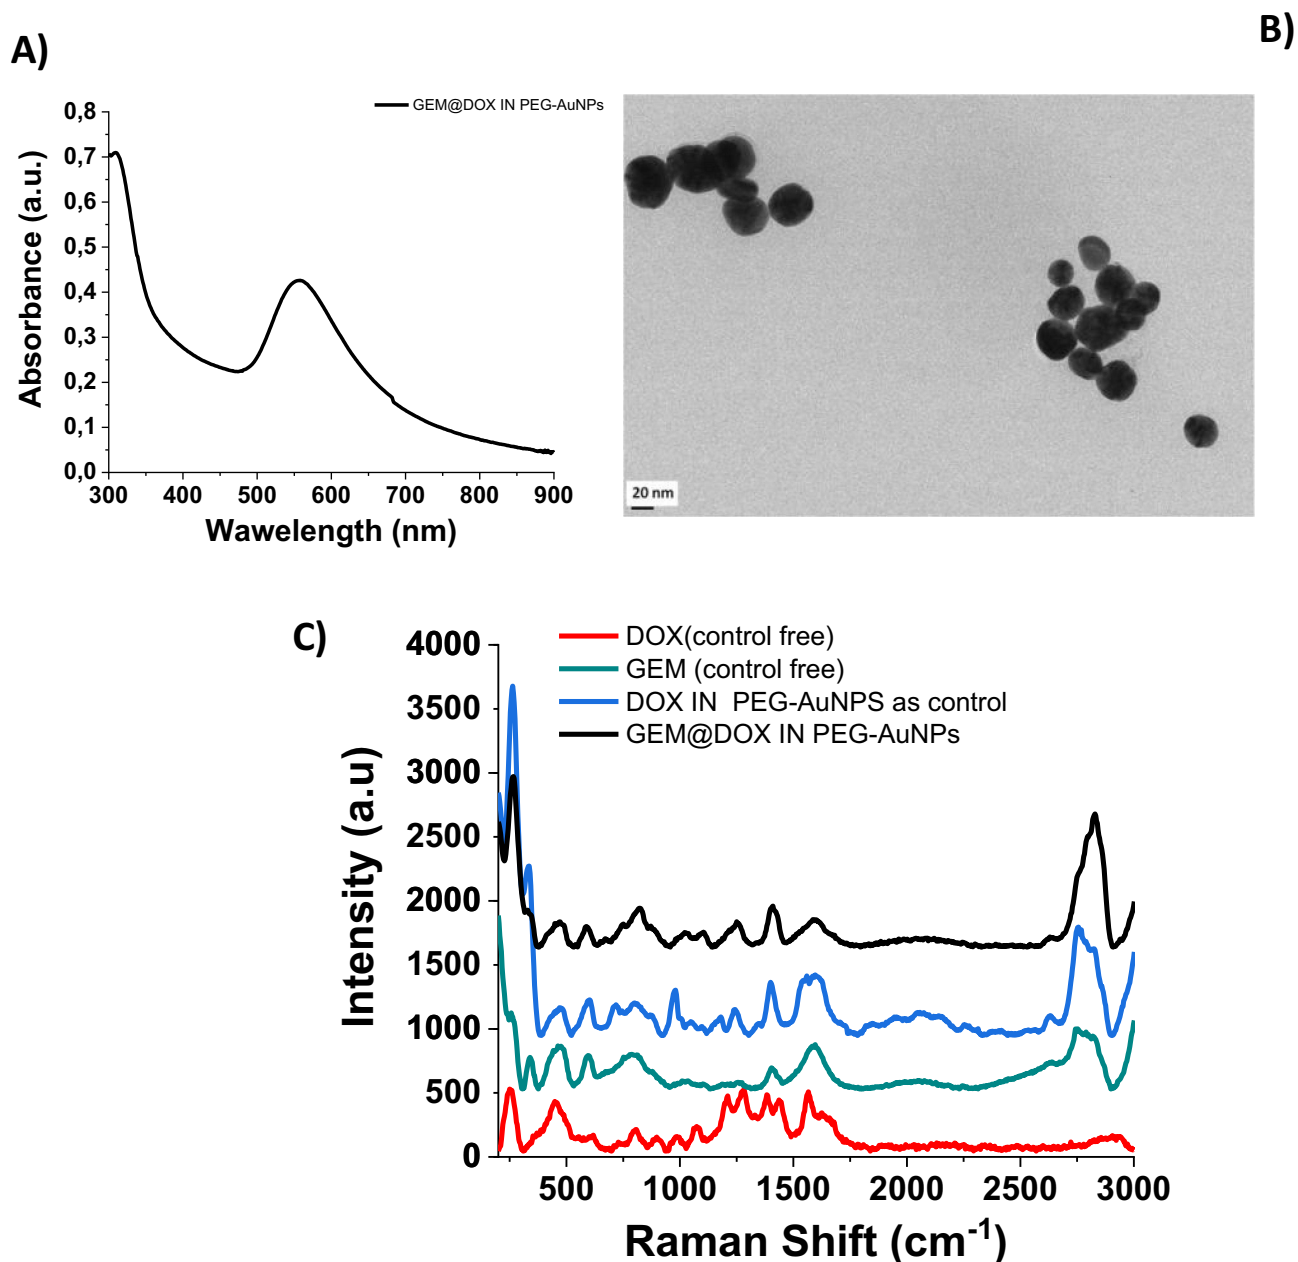 A)
B)
GEM@DOX IN PEG-AuNPs
0,8
0,7
0,6
0,5
0,4
0,3
0,2
0,1
0,0
Absorbance (a.u.)
300 400 500 600 700 800 900
Wawelength (nm)
20 nm
C)
DOX(control free)
GEM (control free)
DOX IN PEG-AuNPS as control
GEM@DOX IN PEG-AuNPs
4000
3500
3000
2500
2000
1500
1000
500
0
Intensity (a.u)
500 1000 1500 2000 2500 3000
Raman Shift (cm⁻¹)